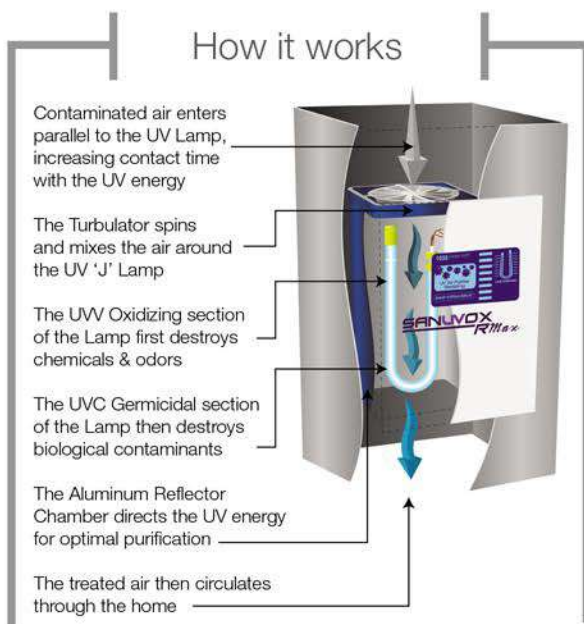 How it works
Contaminated air enters
parallel to the UV Lamp,
increasing contact time
with the UV energy
The Turbulator spins
and mixes the air around
the UV 'J' Lamp
The UVV Oxidizing section
of the Lamp first destroys
chemicals & odors
The UVC Germicidal section
of the Lamp then destroys
biological contaminants
The Aluminum Reflector
Chamber directs the UV energy
for optimal purification
The treated air then circulates
through the home
SANUVOX
RMax